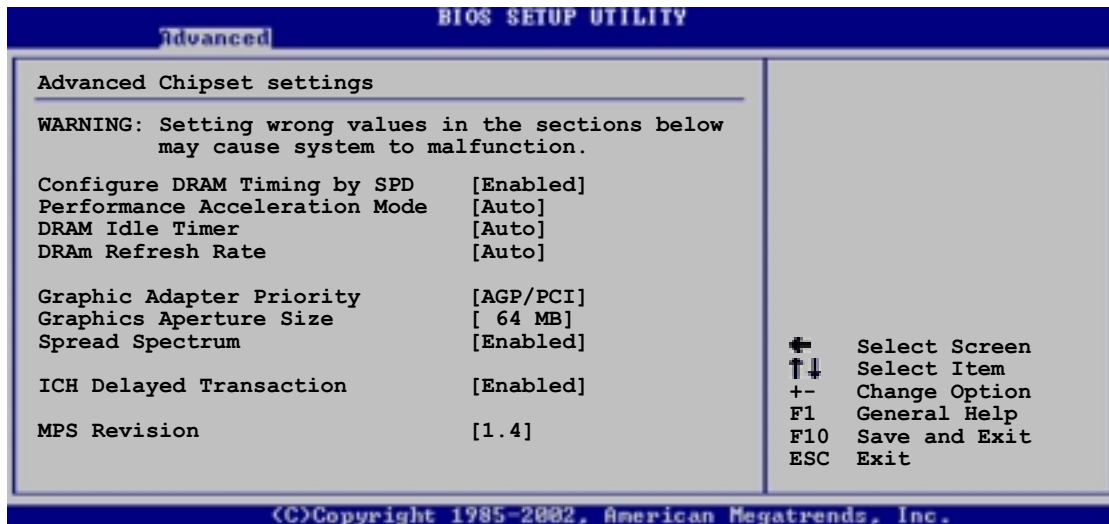 BIOS SETUP UTILITY
Advanced
Advanced Chipset settings
WARNING: Setting wrong values in the sections below
may cause system to malfunction.
Configure DRAM Timing by SPD [Enabled]
Performance Acceleration Mode [Auto]
DRAM Idle Timer [Auto]
DRAm Refresh Rate [Auto]
Graphic Adapter Priority [AGP/PCI]
Graphics Aperture Size [ 64 MB]
Spread Spectrum [Enabled]
ICH Delayed Transaction [Enabled]
MPS Revision [1.4]
← Select Screen
↑↓ Select Item
+- Change Option
F1 General Help
F10 Save and Exit
ESC Exit
(C)Copyright 1985-2002, American Megatrends, Inc.